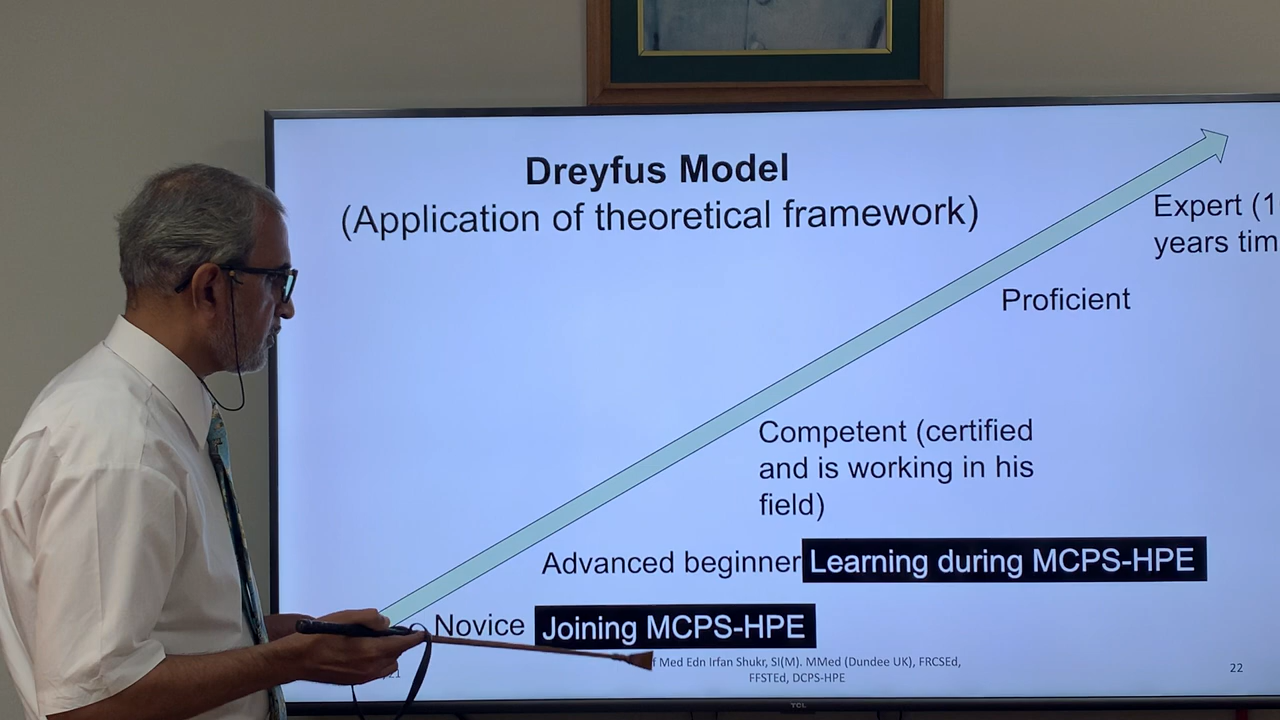 Dreyfus Model
(Application of theoretical framework)
Expert (1
years tim
Proficient
Competent (certified
and is working in his
field)
Advanced beginner Learning during MCPS-HPE
Novice Joining MCPS-HPE
Med Edn Irfan Shukr, SI(M). MMed (Dundee UK), FRCSEd,
FFSTEd, DCPS-HPE
22
TCL